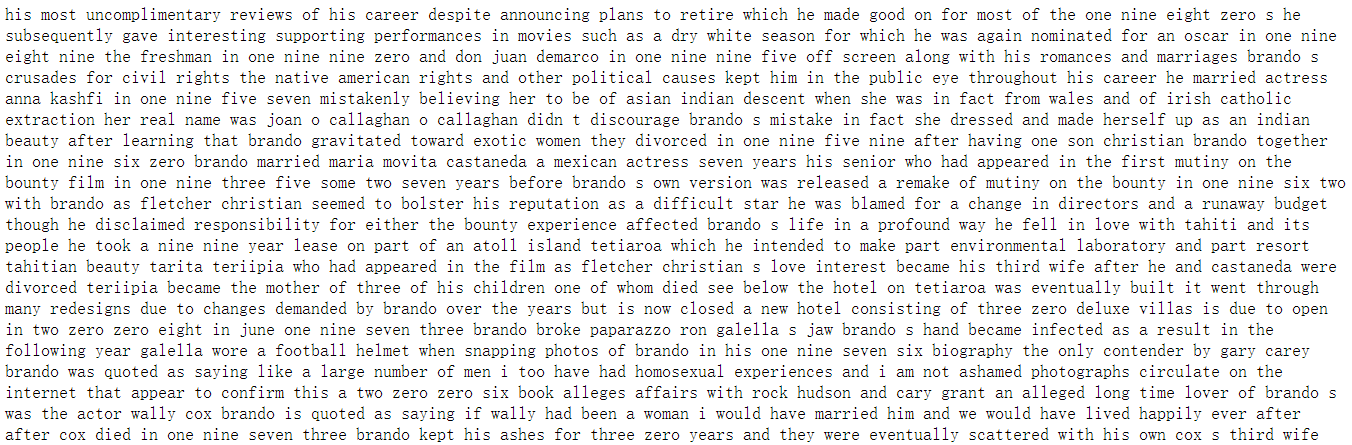 his most uncomplimentary reviews of his career despite announcing plans to retire which he made good on for most of the one nine eight zero s he
subsequently gave interesting supporting performances in movies such as a dry white season for which he was again nominated for an oscar in one nine
eight nine the freshman in one nine nine zero and don juan demarco in one nine nine five off screen along with his romances and marriages brando s
crusades for civil rights the native american rights and other political causes kept him in the public eye throughout his career he married actress
anna kashfi in one nine five seven mistakenly believing her to be of asian indian descent when she was in fact from wales and of irish catholic
extraction her real name was joan o callaghan o callaghan didn t discourage brando s mistake in fact she dressed and made herself up as an indian
beauty after learning that brando gravitated toward exotic women they divorced in one nine five nine after having one son christian brando together
in one nine six zero brando married maria movita castaneda a mexican actress seven years his senior who had appeared in the first mutiny on the
bounty film in one nine three five some two seven years before brando s own version was released a remake of mutiny on the bounty in one nine six two
with brando as fletcher christian seemed to bolster his reputation as a difficult star he was blamed for a change in directors and a runaway budget
though he disclaimed responsibility for either the bounty experience affected brando s life in a profound way he fell in love with tahiti and its
people he took a nine nine year lease on part of an atoll island tetiaroa which he intended to make part environmental laboratory and part resort
tahitian beauty tarita teriipia who had appeared in the film as fletcher christian s love interest became his third wife after he and castaneda were
divorced teriipia became the mother of three of his children one of whom died see below the hotel on tetiaroa was eventually built it went through
many redesigns due to changes demanded by brando over the years but is now closed a new hotel consisting of three zero deluxe villas is due to open
in two zero zero eight in june one nine seven three brando broke paparazzo ron galella s jaw brando s hand became infected as a result in the
following year galella wore a football helmet when snapping photos of brando in his one nine seven six biography the only contender by gary carey
brando was quoted as saying like a large number of men i too have had homosexual experiences and i am not ashamed photographs circulate on the
internet that appear to confirm this a two zero zero six book alleges affairs with rock hudson and cary grant an alleged long time lover of brando s
was the actor wally cox brando is quoted as saying if wally had been a woman i would have married him and we would have lived happily ever after
after cox died in one nine seven three brando kept his ashes for three zero years and they were eventually scattered with his own cox s third wife